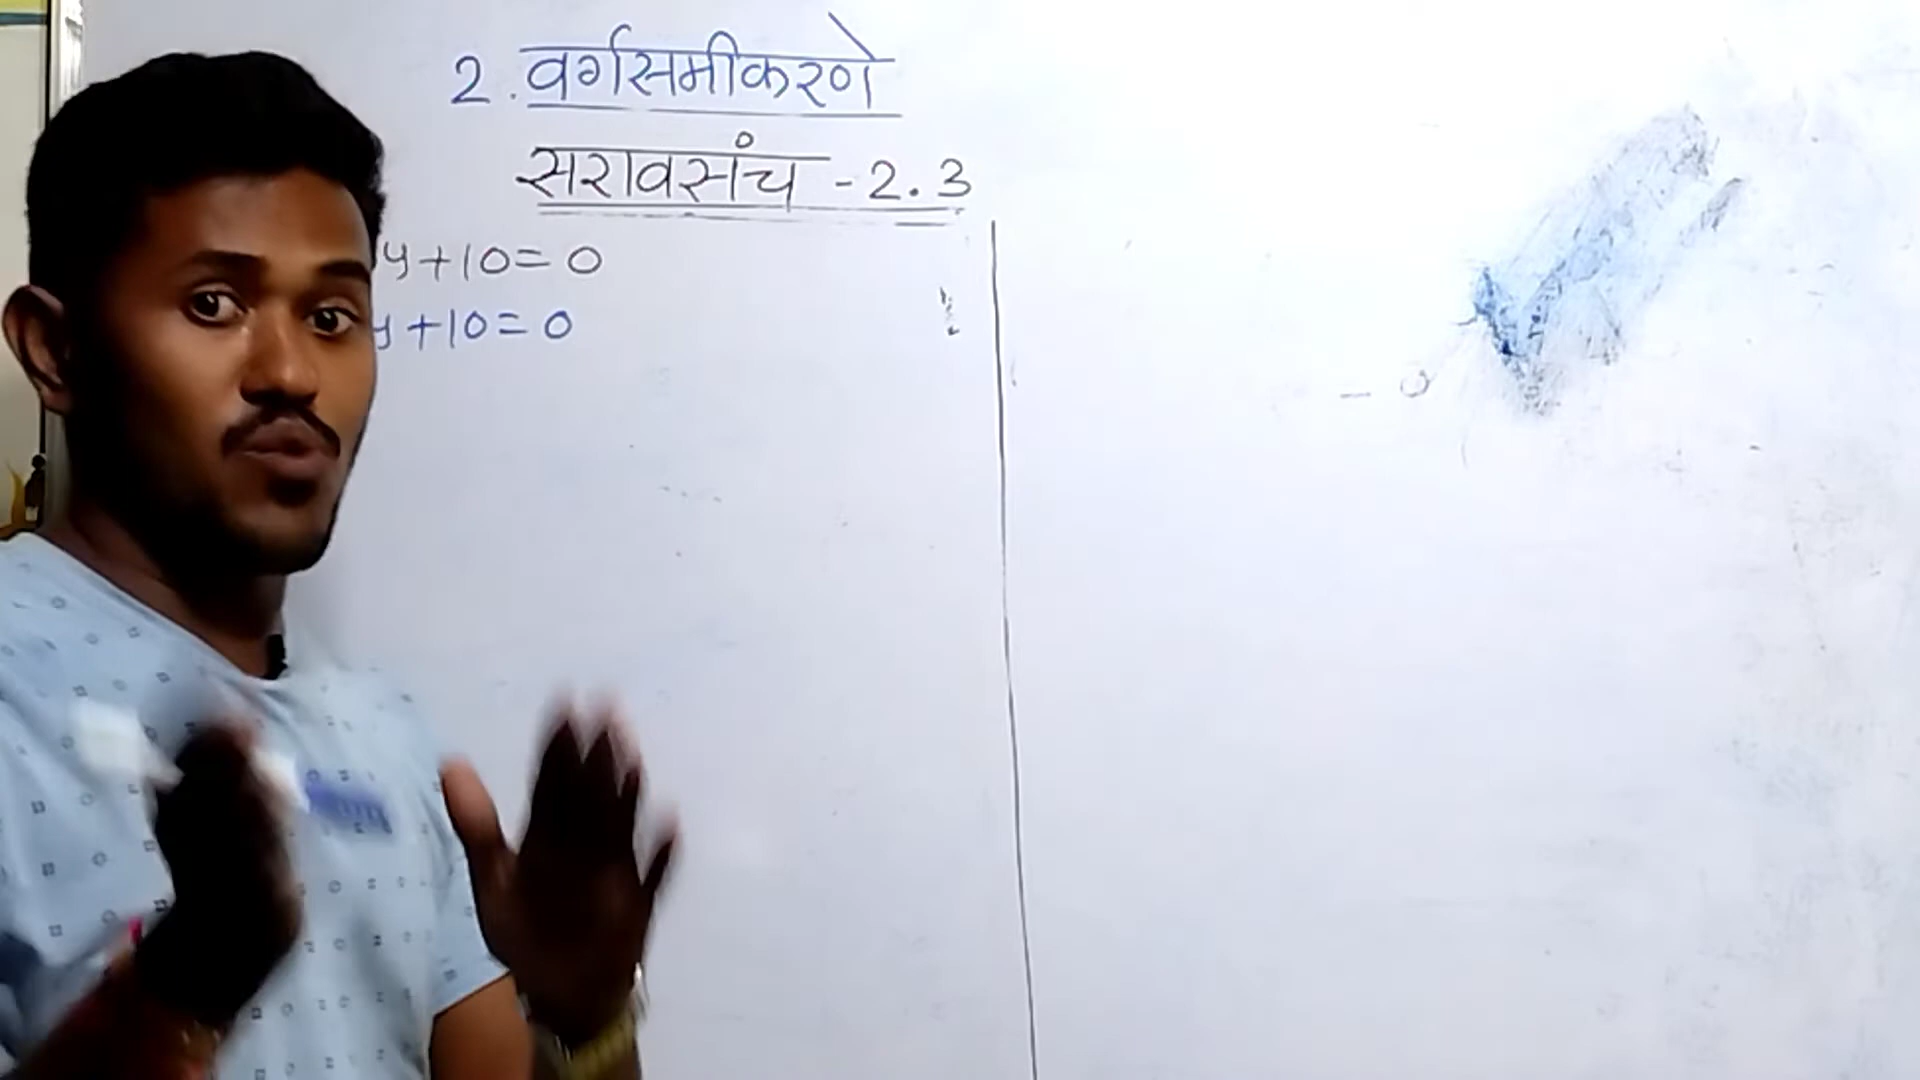 2. वर्गसमीकरणे
सरावसंच - 2.3
y+10=0
y+10=0